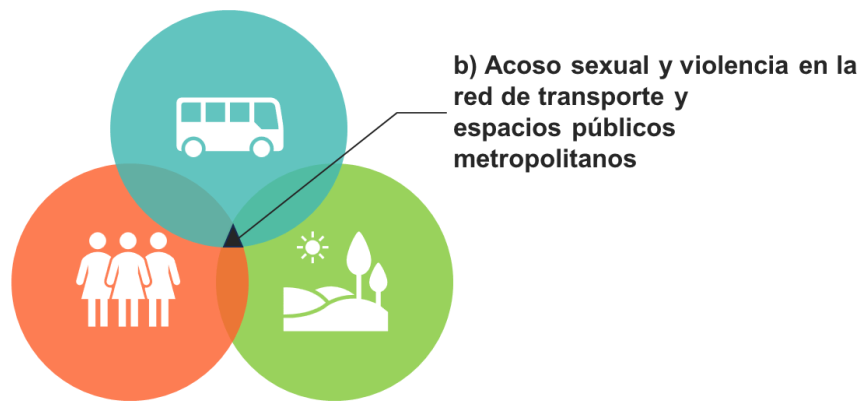 b) Acoso sexual y violencia en la
red de transporte y
espacios públicos
metropolitanos